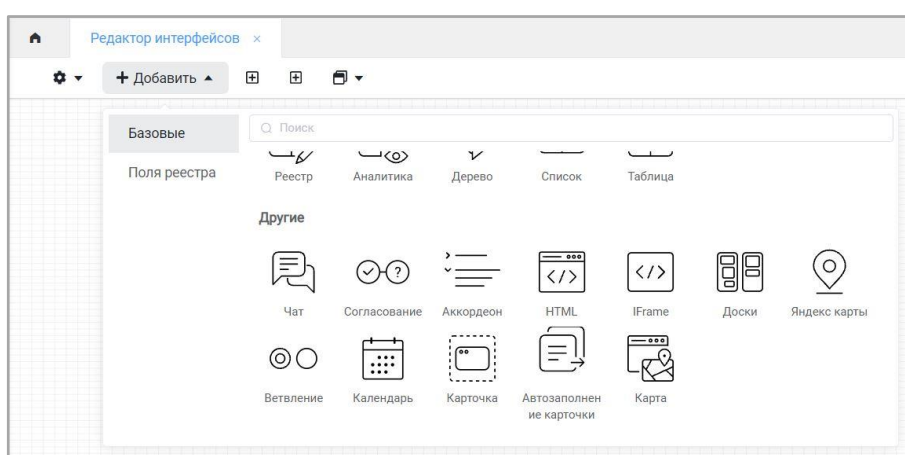 Редактор интерфейсов
Добавить
Базовые
Поиск
Поля реестра
Реестр Аналитика Дерево Список Таблица
Другие
Чат Согласование Аккордеон HTML IFrame Доски Яндекс карты
Ветвление Календарь Карточка Автозаполнен Карта
ие карточки